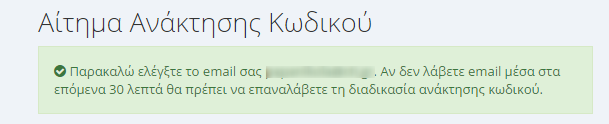 Αίτημα Ανάκτησης Κωδικού
Παρακαλώ ελέγξτε το email σας . Αν δεν λάβετε email μέσα στα
επόμενα 30 λεπτά θα πρέπει να επαναλάβετε τη διαδικασία ανάκτησης κωδικού.